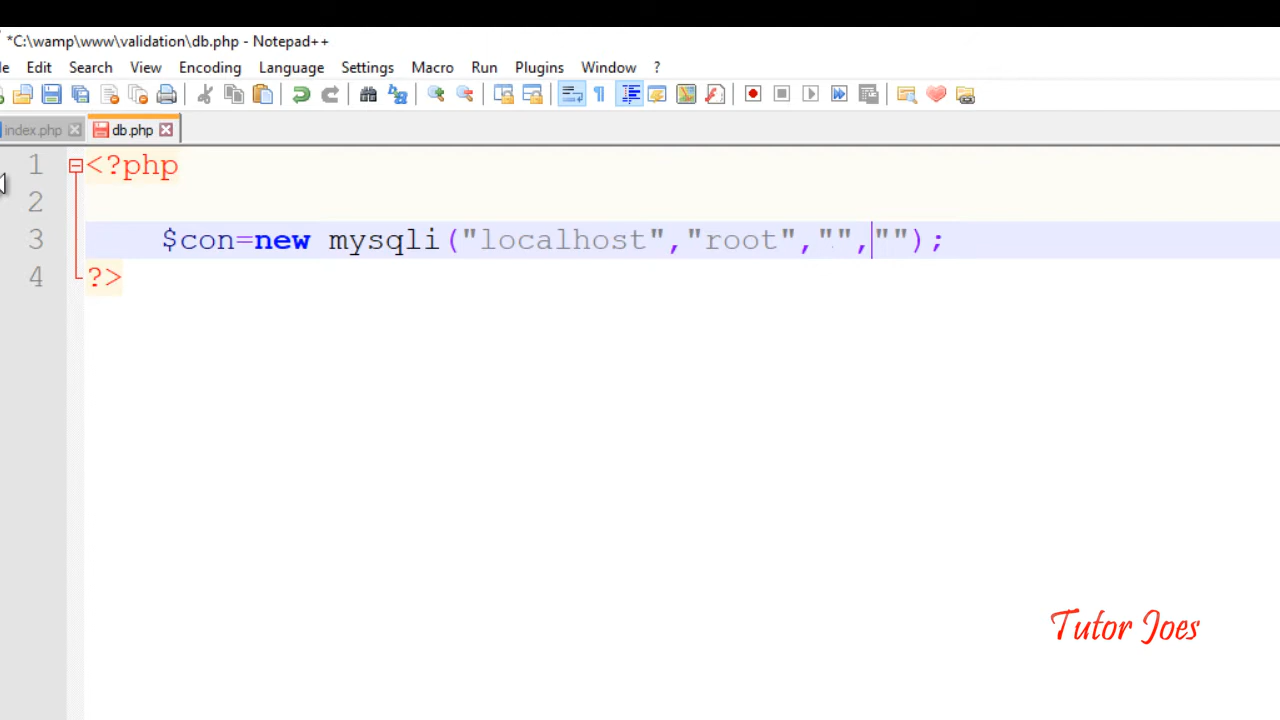 *C:\wamp\www\validation\db.php - Notepad++
le Edit Search View Encoding Language Settings Macro Run Plugins Window ?
index.php db.php
1 <?php
2
3 $con=new mysqli("localhost","root","","");
4 ?>
Tutor Joes